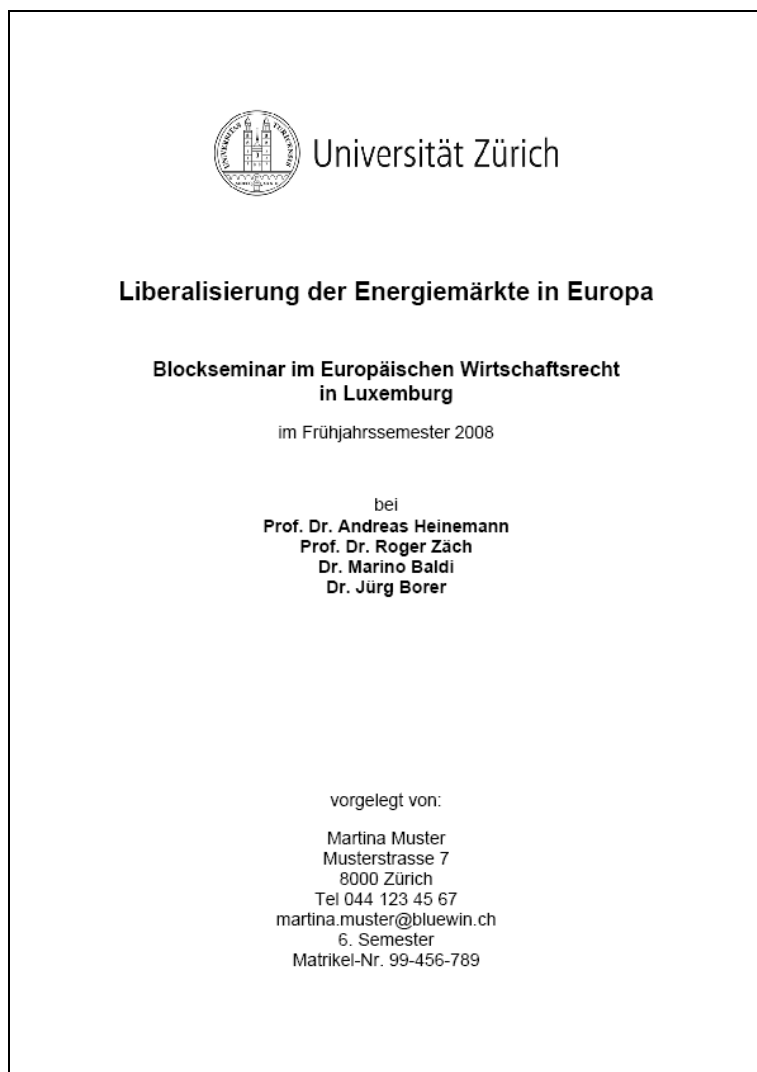 UNIVERSITAS TURICENSIS
Universität Zürich
Liberalisierung der Energiemärkte in Europa
Blockseminar im Europäischen Wirtschaftsrecht
in Luxemburg
im Frühjahrssemester 2008
bei
Prof. Dr. Andreas Heinemann
Prof. Dr. Roger Zäch
Dr. Marino Baldi
Dr. Jürg Borer
vorgelegt von:
Martina Muster
Musterstrasse 7
8000 Zürich
Tel 044 123 45 67
martina.muster@bluewin.ch
6. Semester
Matrikel-Nr. 99-456-789